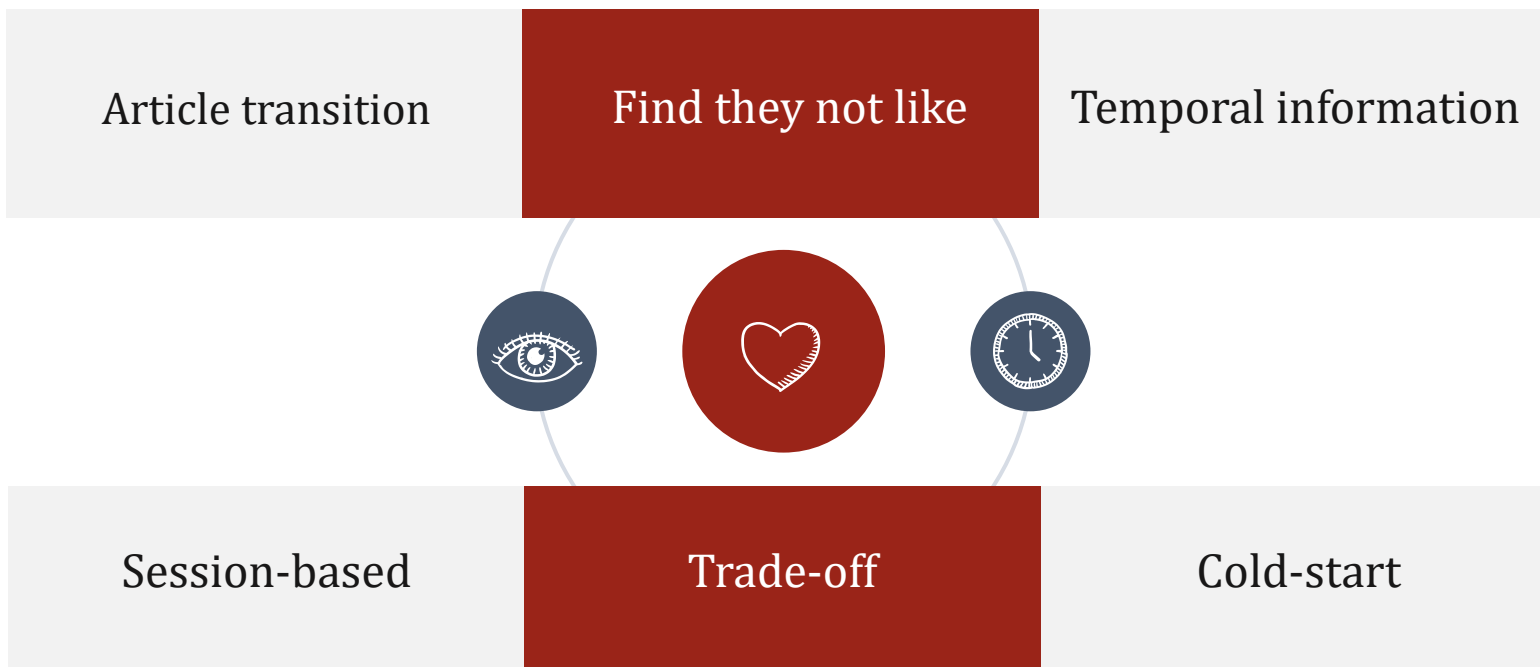 Article transition
Find they not like
Temporal information
Session-based
Trade-off
Cold-start